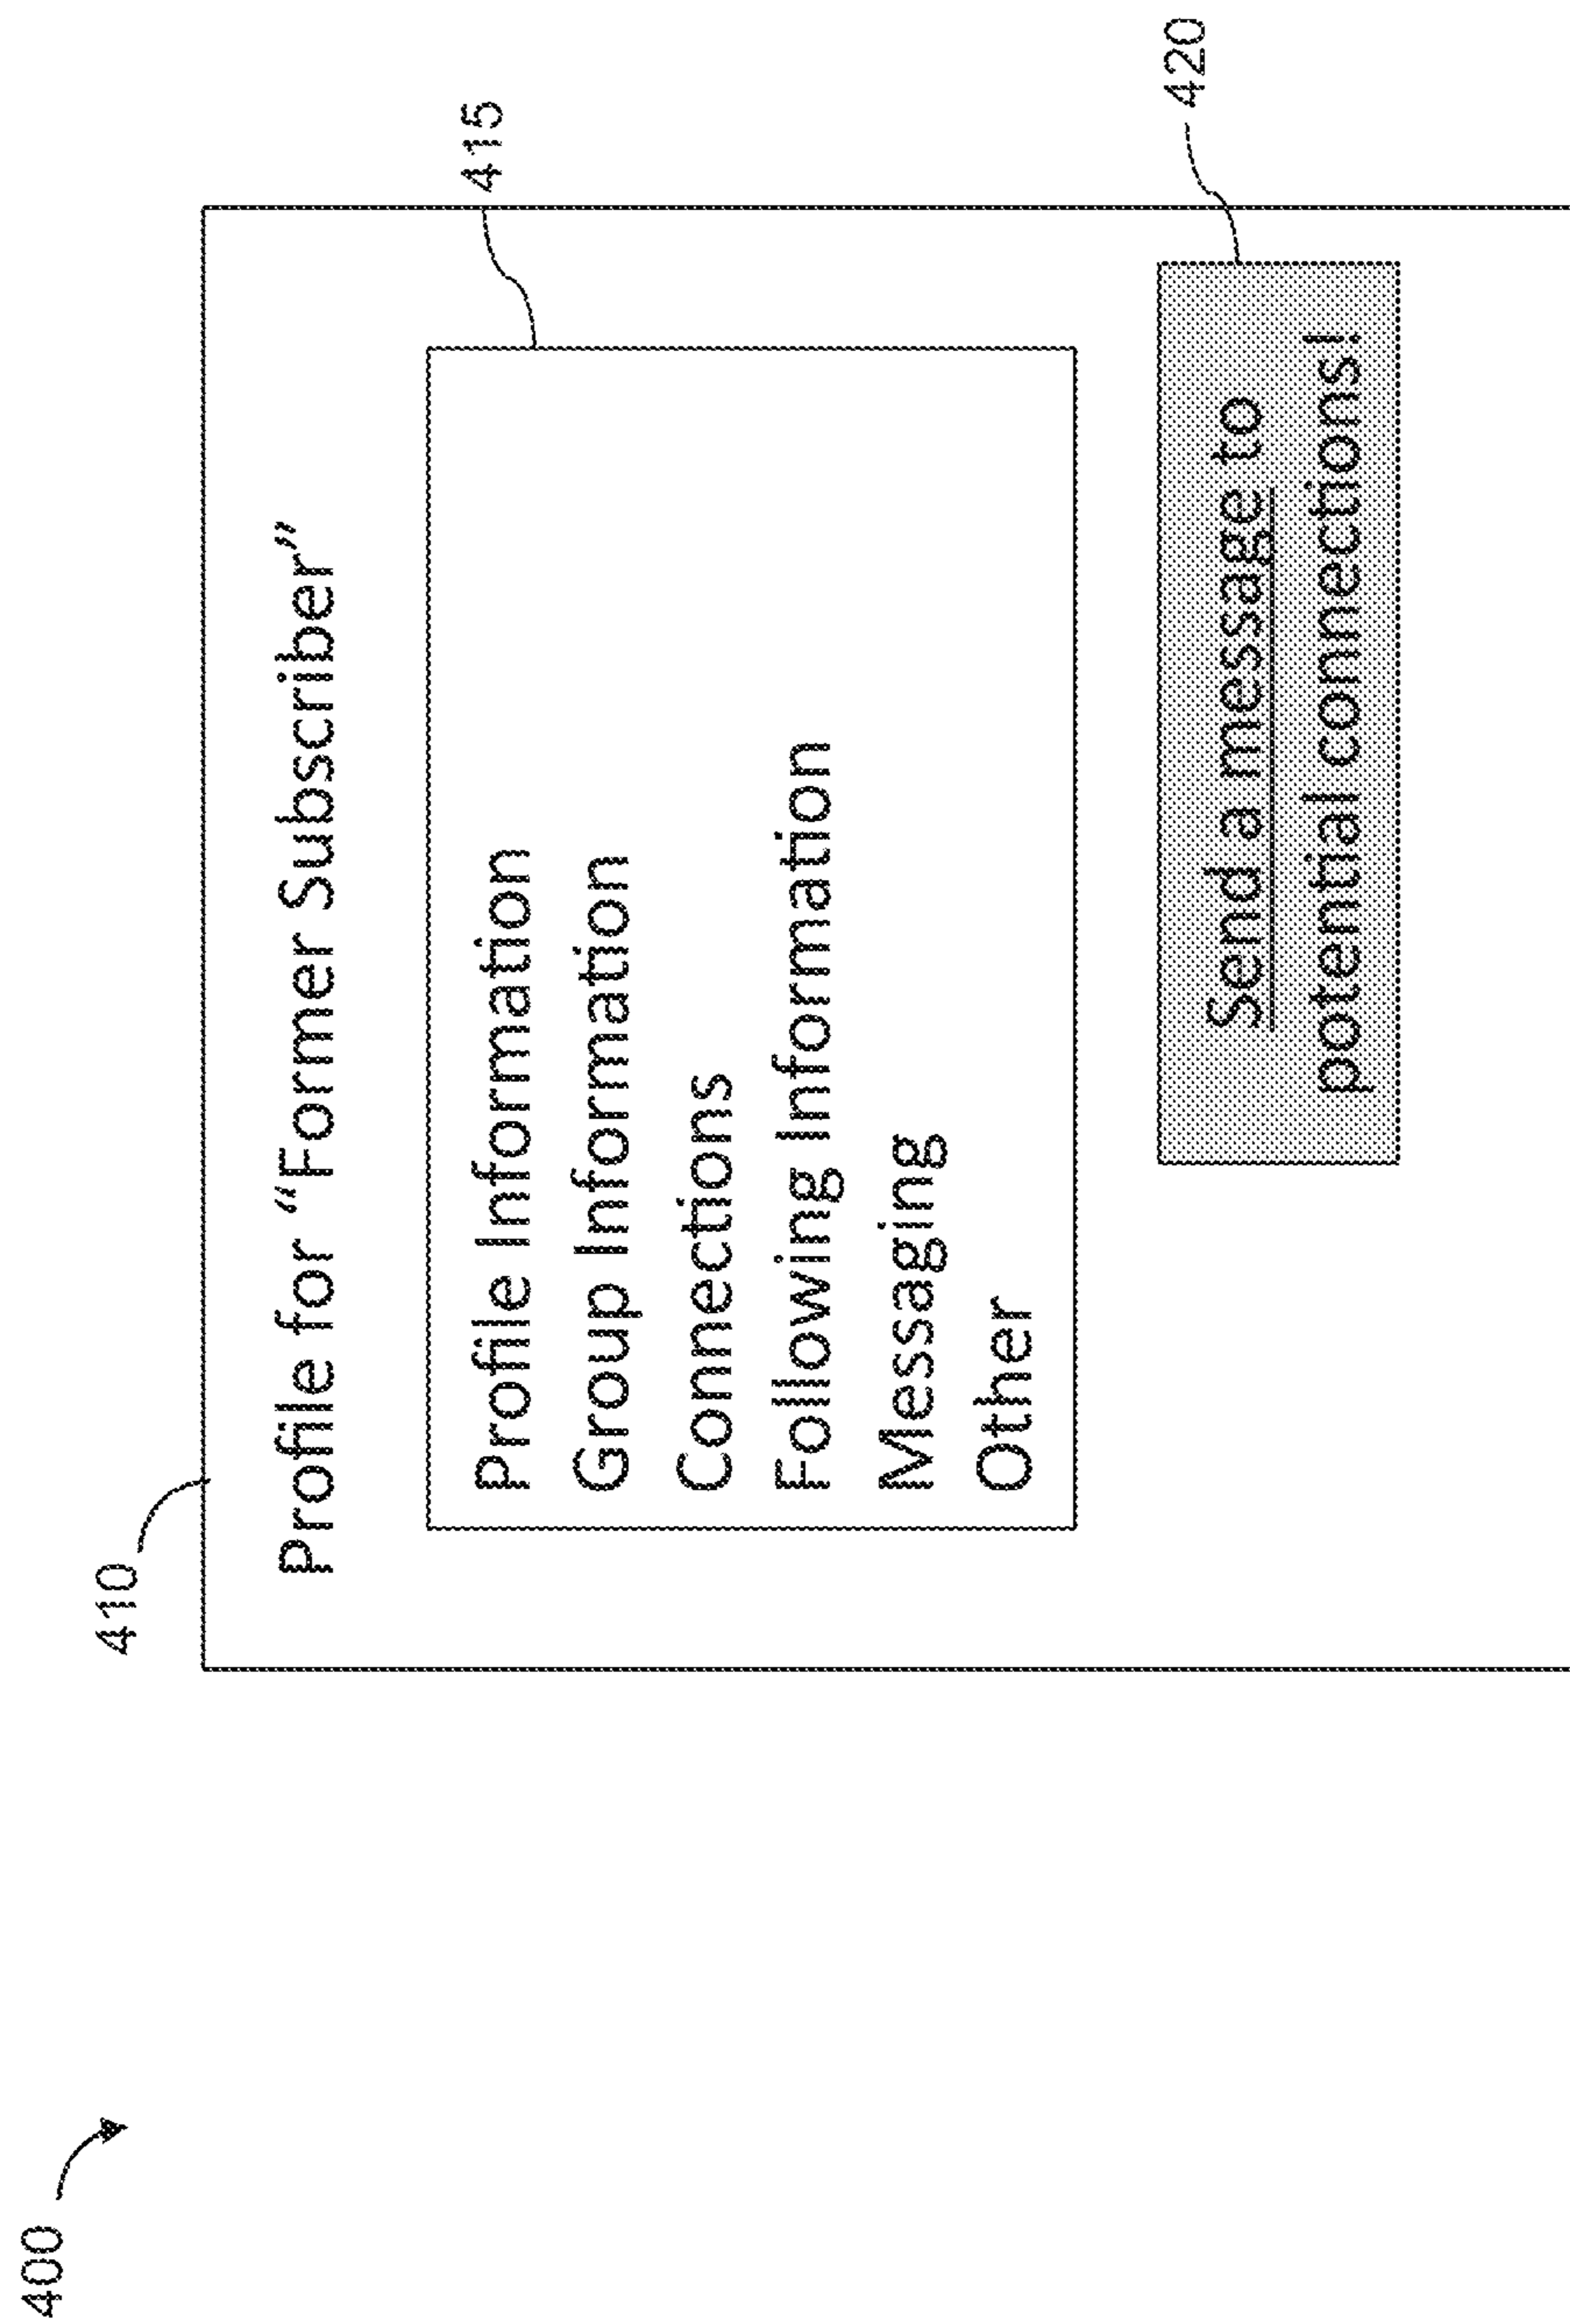 400
410
Profile for “Former Subscriber”
415
Profile Information
Group Information
Connections
Following Information
Messaging
Other
420
Send a message to
potential connections!